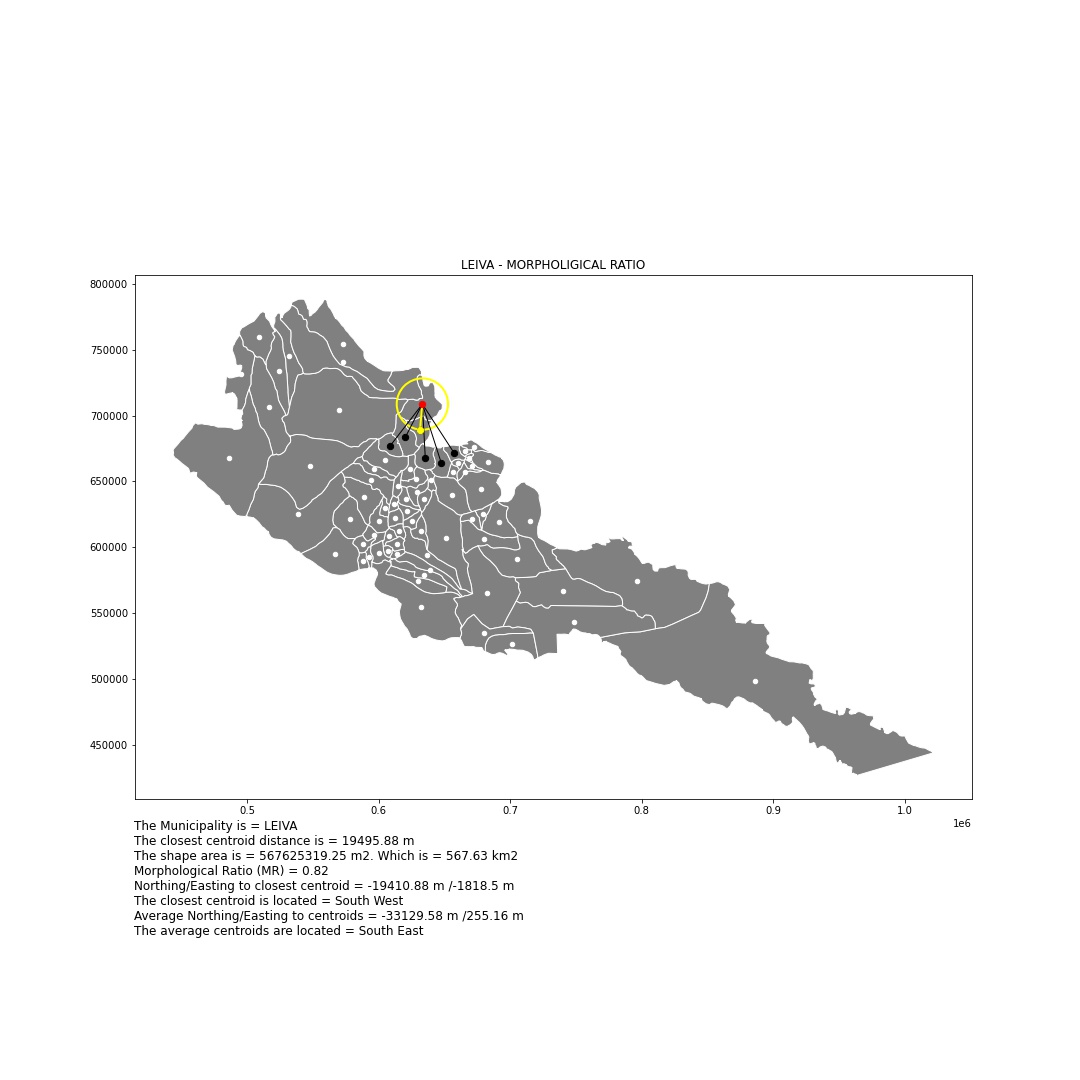 LEIVA - MORPHOLIGICAL RATIO
800000
750000
700000
650000
600000
550000
500000
450000
0.5 0.6 0.7 0.8 0.9 1.0
1e6
The Municipality is = LEIVA
The closest centroid distance is = 19495.88 m
The shape area is = 567625319.25 m2. Which is = 567.63 km2
Morphological Ratio (MR) = 0.82
Northing/Easting to closest centroid = -19410.88 m /-1818.5 m
The closest centroid is located = South West
Average Northing/Easting to centroids = -33129.58 m /255.16 m
The average centroids are located = South East